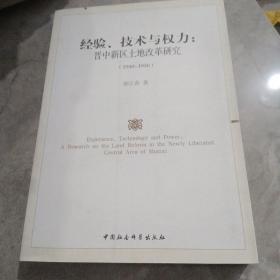 经验、技术与权力：
晋中新区土地改革研究
(1948-1950)
著
Experience, Technology and Power:
A Research on the Land Reform in the Newly Liberated
Central Area of Shanxi
中国社会科学出版社